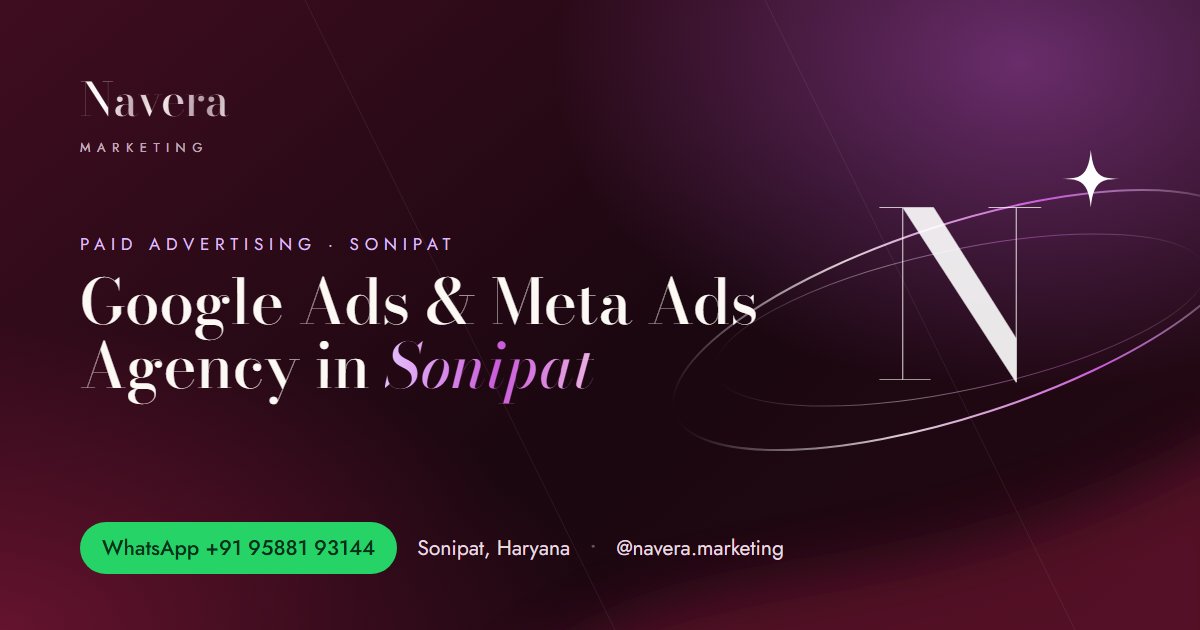 Navera
MARKETING
PAID ADVERTISING · SONIPAT
Google Ads & Meta Ads
Agency in Sonipat
N
WhatsApp +91 95881 93144
Sonipat, Haryana · @navera.marketing